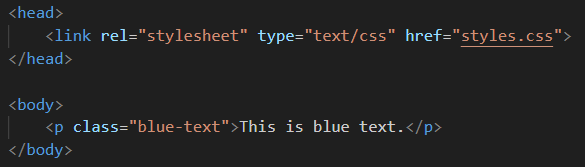 <head>
    <link rel="stylesheet" type="text/css" href="styles.css">
</head>

<body>
    <p class="blue-text">This is blue text.</p>
</body>